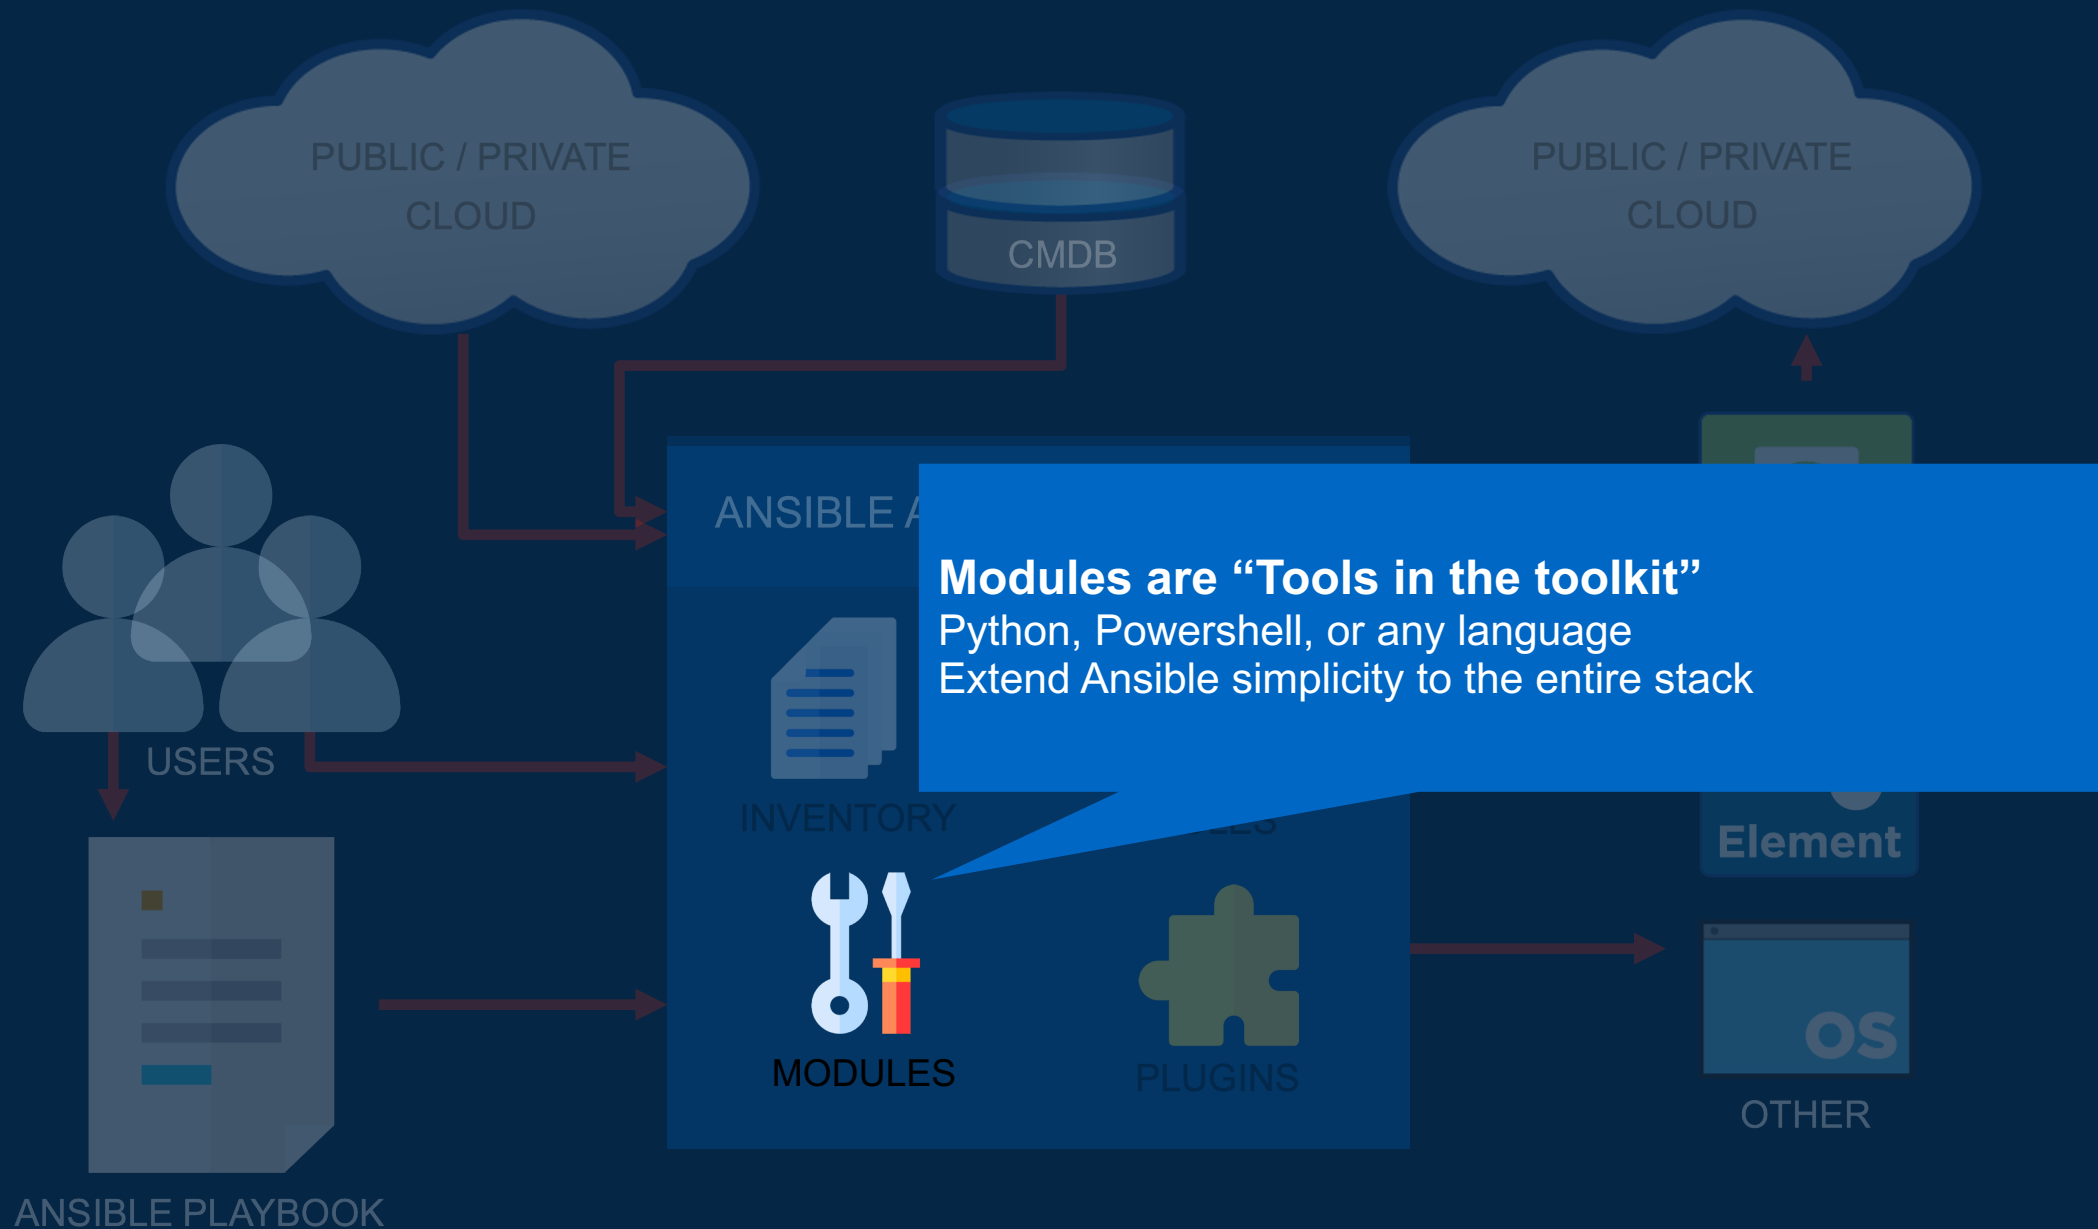 PUBLIC / PRIVATE
CLOUD
CMDB
PUBLIC / PRIVATE
CLOUD
ANSIBLE
Modules are “Tools in the toolkit”
Python, Powershell, or any language
Extend Ansible simplicity to the entire stack
USERS
INVENTORY
Element
MODULES
PLUGINS
OS
OTHER
ANSIBLE PLAYBOOK